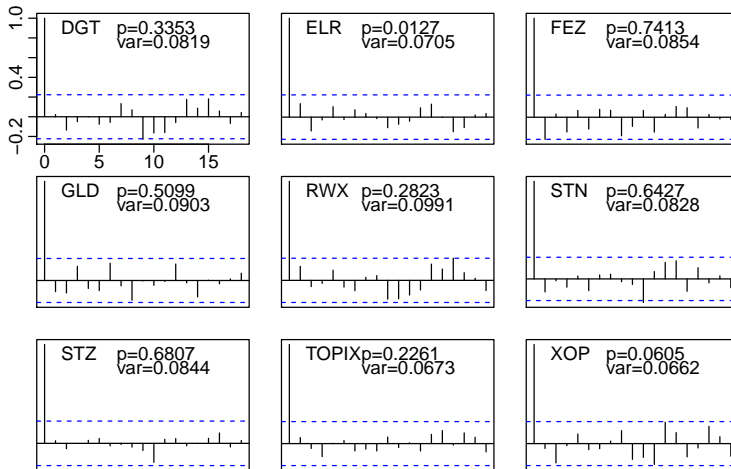 DGT p=0.3353
var=0.0819
ELR p=0.0127
var=0.0705
FEZ p=0.7413
var=0.0854
1.0
0.4
−0.2
0 5 10 15
GLD p=0.5099
var=0.0903
RWX p=0.2823
var=0.0991
STN p=0.6427
var=0.0828
STZ p=0.6807
var=0.0844
TOPIX p=0.2261
var=0.0673
XOP p=0.0605
var=0.0662